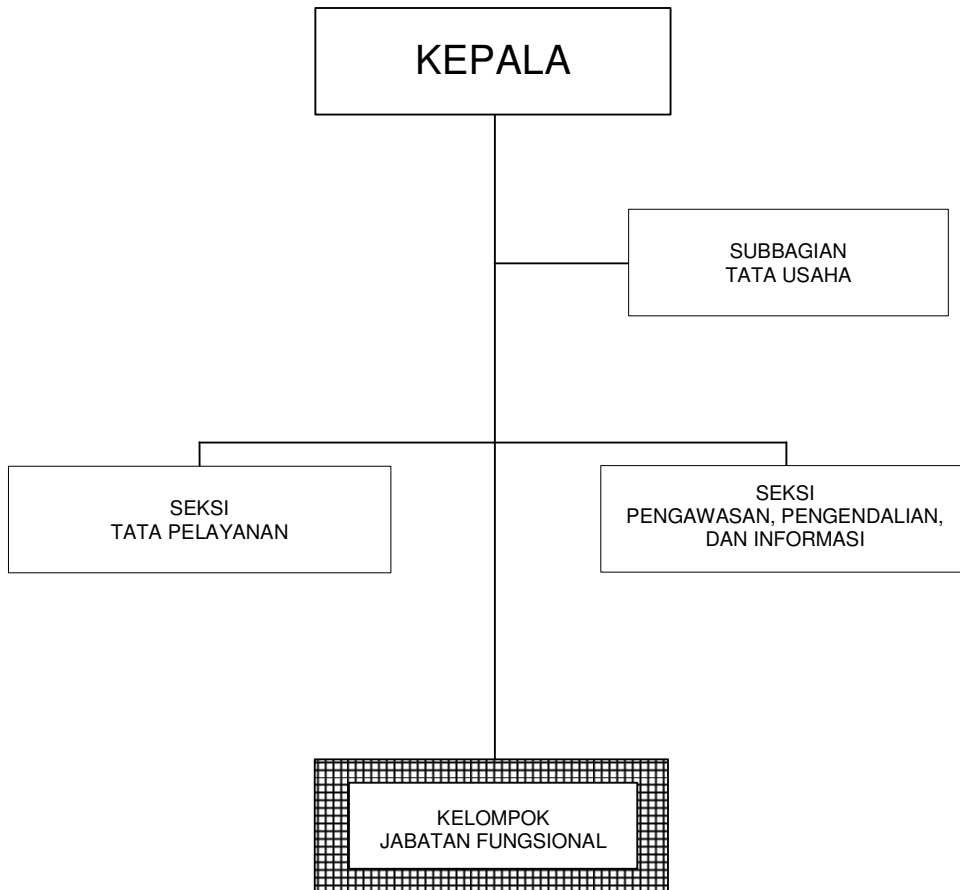 KEPALA
SUBBAGIAN
TATA USAHA
SEKSI
TATA PELAYANAN
SEKSI
PENGAWASAN, PENGENDALIAN,
DAN INFORMASI
KELOMPOK
JABATAN FUNGSIONAL